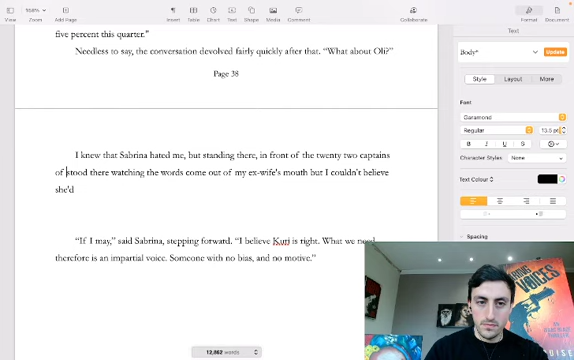 108%
View
Zoom
Add Page
Insert
Table
Chart
Text
Shape
Media
Comment
Collaborate
Format
Document
five percent this quarter.”
Needless to say, the conversation devolved fairly quickly after that. “What about Oli?”
Page 38
I knew that Sabrina hated me, but standing there, in front of the twenty two captains
of stood there watching the words come out of my ex-wife's mouth but I couldn't believe
she'd
“If I may,” said Sabrina, stepping forward. “I believe Kurt is right. What we need,
therefore is an impartial voice. Someone with no bias, and no motive.”
12,862 words
Text
Body*
Update
Style
Layout
More
Font
Garamond
Regular
13.5 pt
B
I
U
S
Character Styles
None
Text Colour
Spacing
VOICES